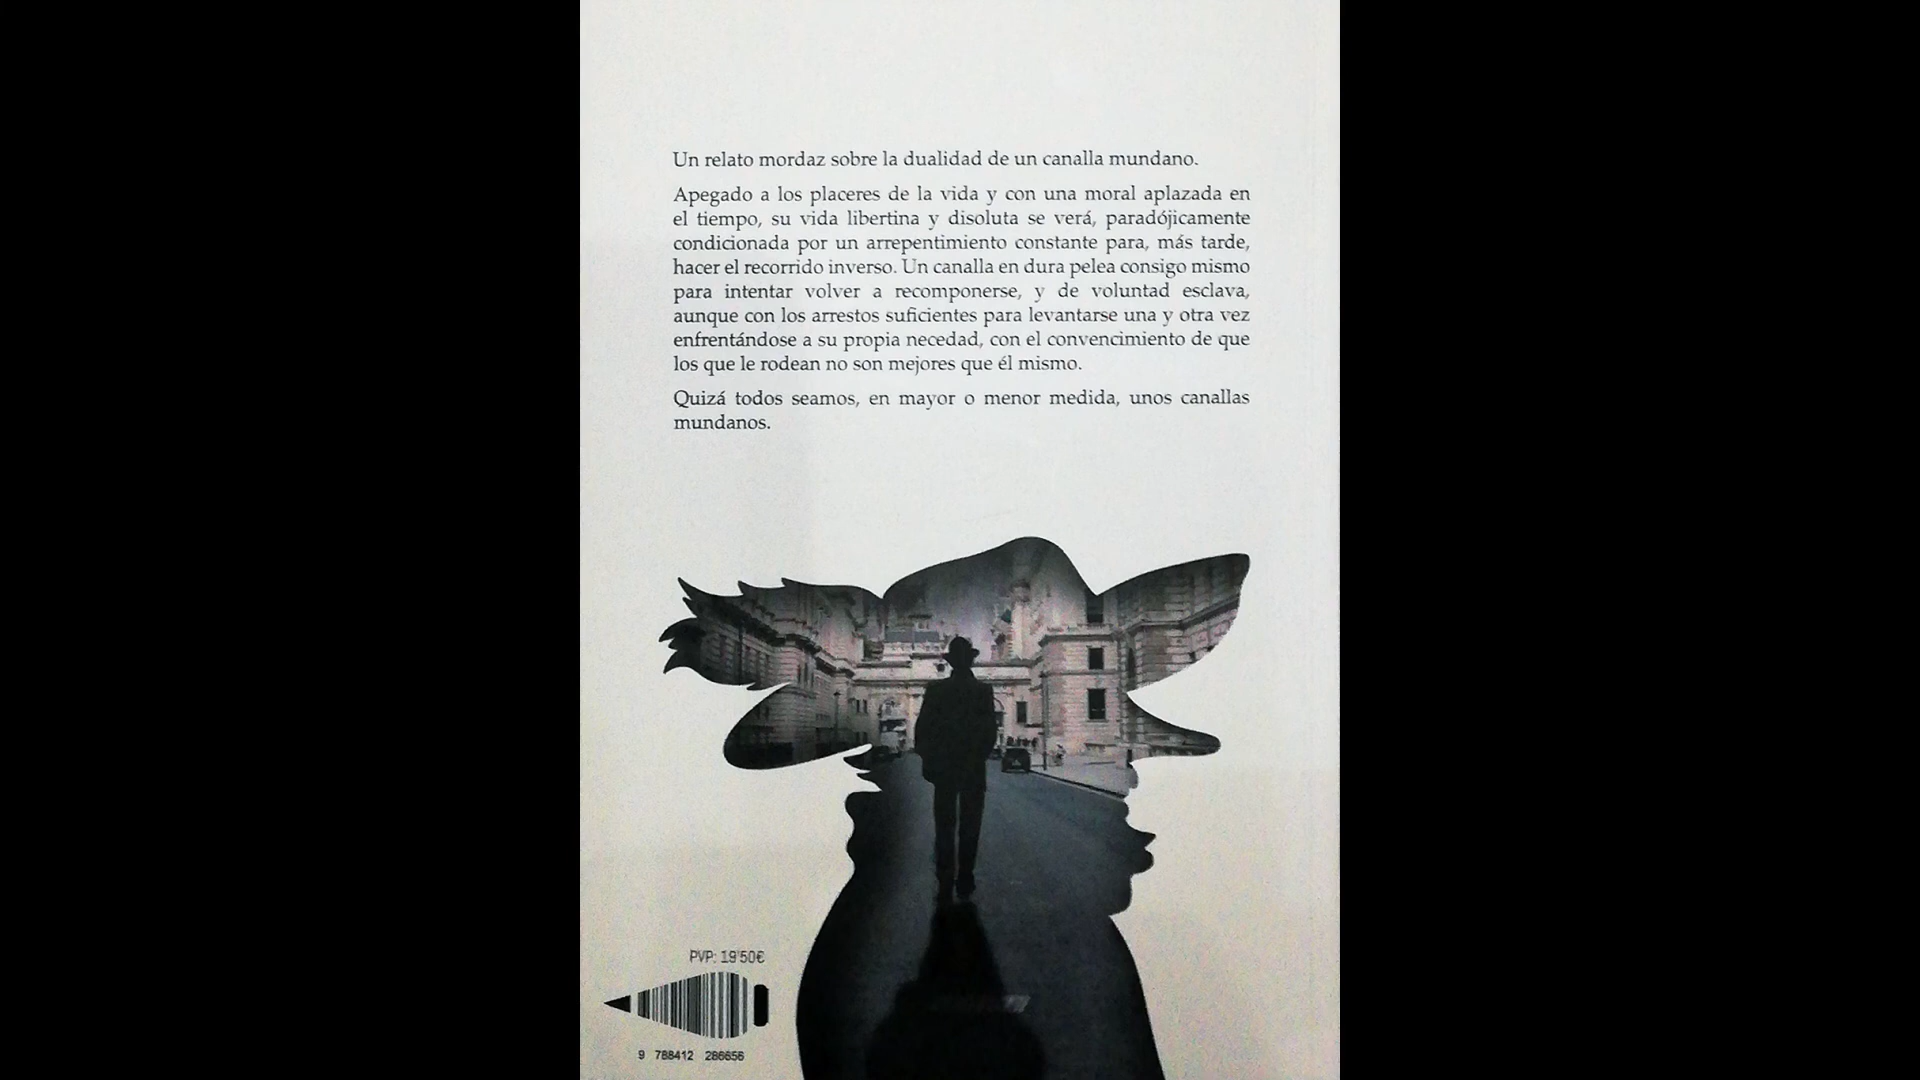 Un relato mordaz sobre la dualidad de un canalla mundano.
Apegado a los placeres de la vida y con una moral aplazada en
el tiempo, su vida libertina y disoluta se verá, paradójicamente
condicionada por un arrepentimiento constante para, más tarde,
hacer el recorrido inverso. Un canalla en dura pelea consigo mismo
para intentar volver a recomponerse, y de voluntad esclava,
aunque con los arrestos suficientes para levantarse una y otra vez
enfrentándose a su propia necedad, con el convencimiento de que
los que le rodean no son mejores que él mismo.
Quizá todos seamos, en mayor o menor medida, unos canallas
mundanos.
PVP: 19'50€
9 788412 286656